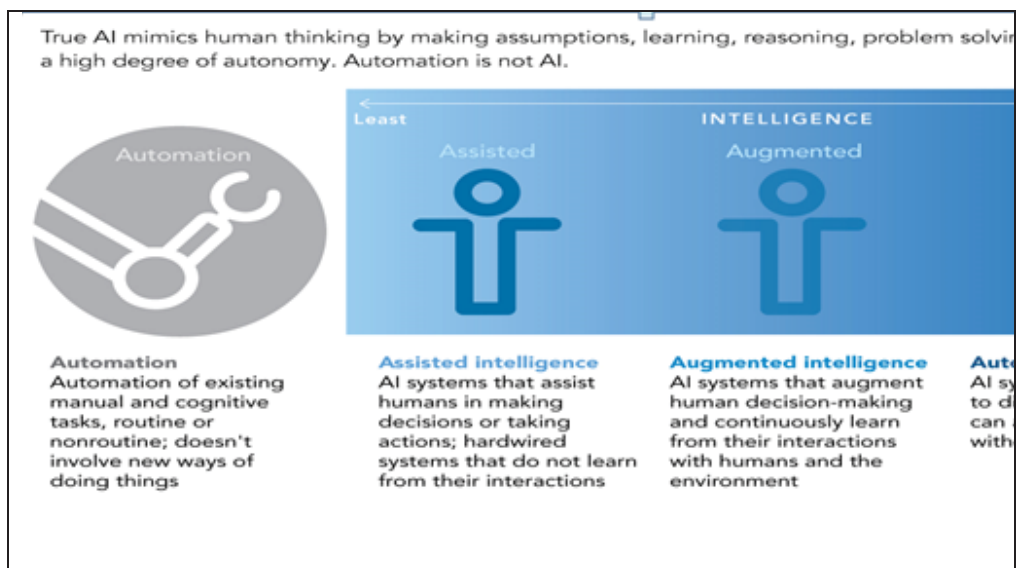 True AI mimics human thinking by making assumptions, learning, reasoning, problem
a high degree of autonomy. Automation is not AI.
Least
INTELLIGENCE
Automation
Assisted
Augmented
Automation
Automation of existing
manual and cognitive
tasks, routine or
nonroutine; doesn't
involve new ways of
doing things
Assisted intelligence
AI systems that assist
humans in making
decisions or taking
actions; hardwired
systems that do not learn
from their interactions
Augmented intelligence
AI systems that augment
human decision-making
and continuously learn
from their interactions
with humans and the
environment
AI
to
can